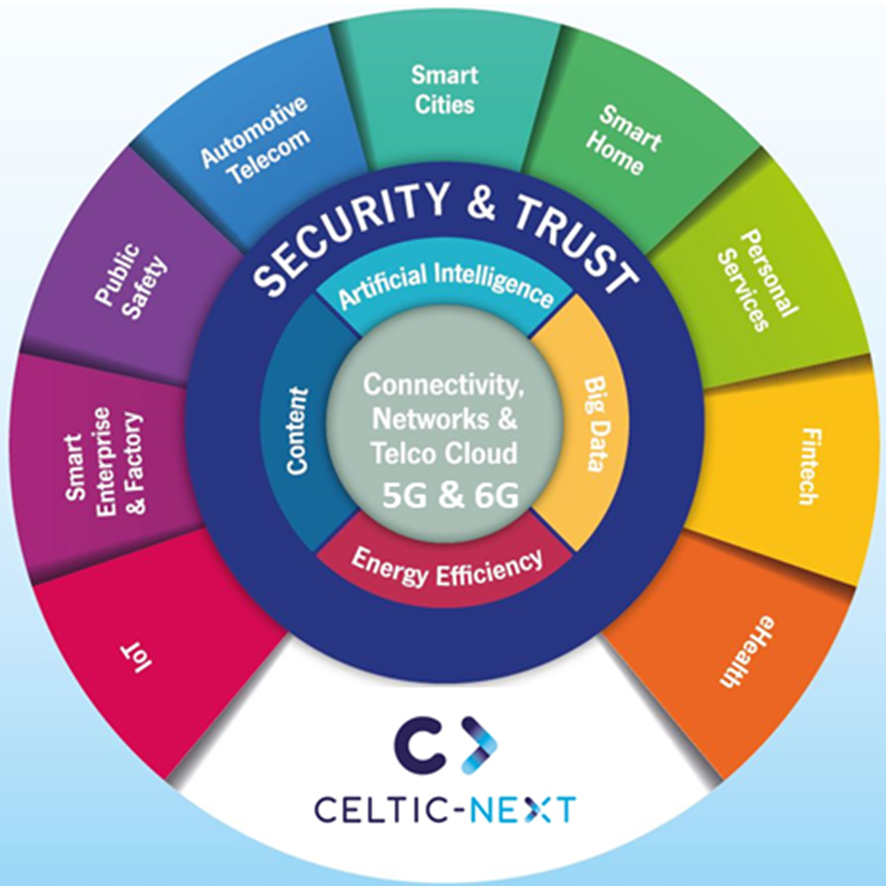 Smart
Cities
Smart
Home
Personal
Services
Fintech
eHealth
IoT
Smart
Enterprise
& Factory
Public
Safety
Automotive
Telecom
SECURITY & TRUST
Artificial Intelligence
Big Data
Energy Efficiency
Content
Connectivity,
Networks &
Telco Cloud
5G & 6G
CELTIC-NEXT